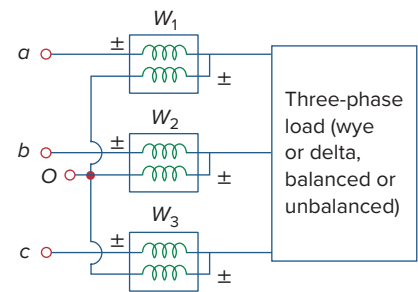 W₁
a
±
±
W₂
b
±
O
±
W₃
c
±
±
Three-phase
load (wye
or delta,
balanced or
unbalanced)